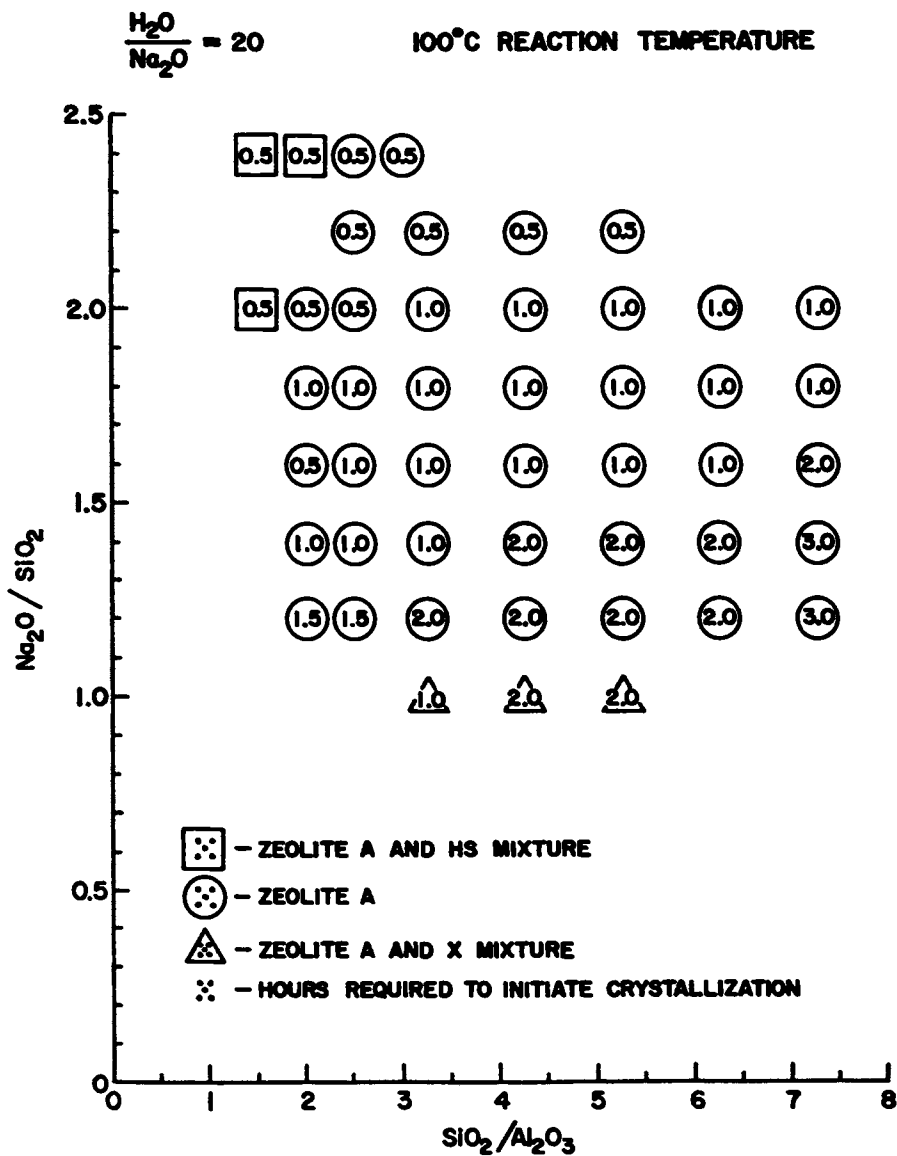 H₂O
Na₂O = 20
100°C REACTION TEMPERATURE
2.5
0.5 0.5 0.5 0.5
0.5 0.5 0.5 0.5
2.0
0.5 0.5 0.5 1.0 1.0 1.0 1.0 1.0
1.0 1.0 1.0 1.0 1.0 1.0 1.0
0.5 1.0 1.0 1.0 1.0 1.0 2.0
1.5
1.0 1.0 1.0 2.0 2.0 2.0 3.0
1.5 1.5 2.0 2.0 2.0 2.0 3.0
1.0
1.0 2.0 2.0
Na₂O/SiO₂
– ZEOLITE A AND HS MIXTURE
0.5
– ZEOLITE A
– ZEOLITE A AND X MIXTURE
– HOURS REQUIRED TO INITIATE CRYSTALLIZATION
0
0 1 2 3 4 5 6 7 8
SiO₂/Al₂O₃